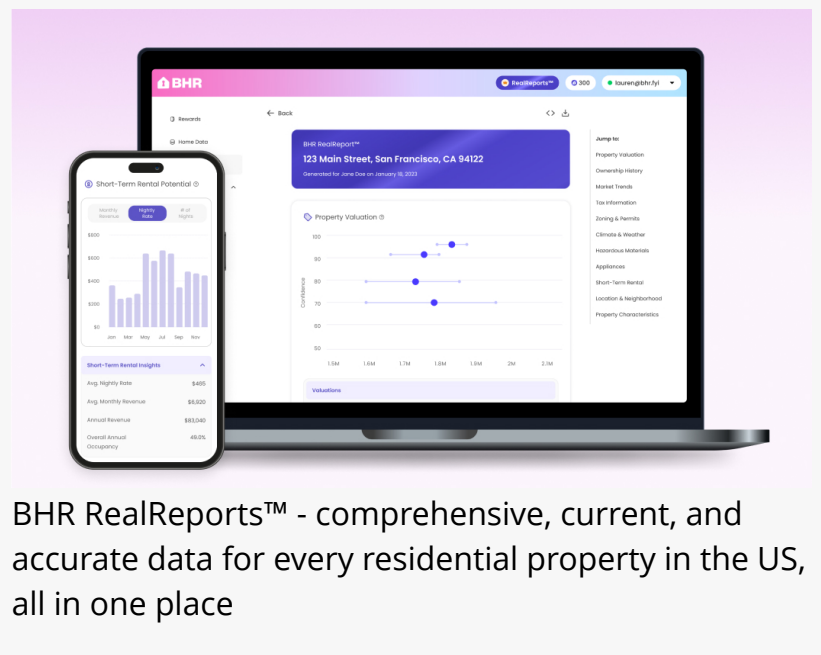 BHR
RealReports™
300
lauren@bhr.fyi
Rewards
Home Data
← Back
<>
BHR RealReport™
123 Main Street, San Francisco, CA 94122
Generated for Jane Doe on January 18, 2023
Property Valuation
100
90
80
70
60
50
Confidence
1.5M 1.6M 1.7M 1.8M 1.9M 2M 2.1M
Valuations
Jump to:
Property Valuation
Ownership History
Market Trends
Tax Information
Zoning & Permits
Climate & Weather
Hazardous Materials
Appliances
Short-Term Rental
Location & Neighborhood
Property Characteristics
Short-Term Rental Potential
Monthly Revenue
Nightly Rate
# of Nights
$800
$600
$400
$200
$0
Jan Mar May Jul Sep Nov
Short-Term Rental Insights
Avg. Nightly Rate $465
Avg. Monthly Revenue $6,920
Annual Revenue $83,040
Overall Annual Occupancy 49.0%
BHR RealReports™ - comprehensive, current, and
accurate data for every residential property in the US,
all in one place